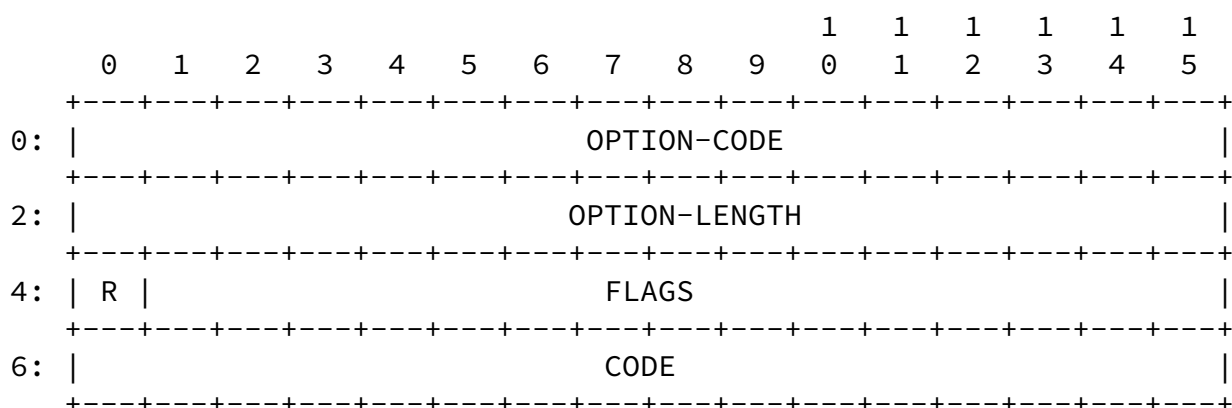 1   1   1   1   1   1
      0   1   2   3   4   5   6   7   8   9   0   1   2   3   4   5
    +---+---+---+---+---+---+---+---+---+---+---+---+---+---+---+---+
0: |                          OPTION-CODE                          |
    +---+---+---+---+---+---+---+---+---+---+---+---+---+---+---+---+
2: |                         OPTION-LENGTH                         |
    +---+---+---+---+---+---+---+---+---+---+---+---+---+---+---+---+
4: | R |                         FLAGS                             |
    +---+---+---+---+---+---+---+---+---+---+---+---+---+---+---+---+
6: |                           CODE                                |
    +---+---+---+---+---+---+---+---+---+---+---+---+---+---+---+---+